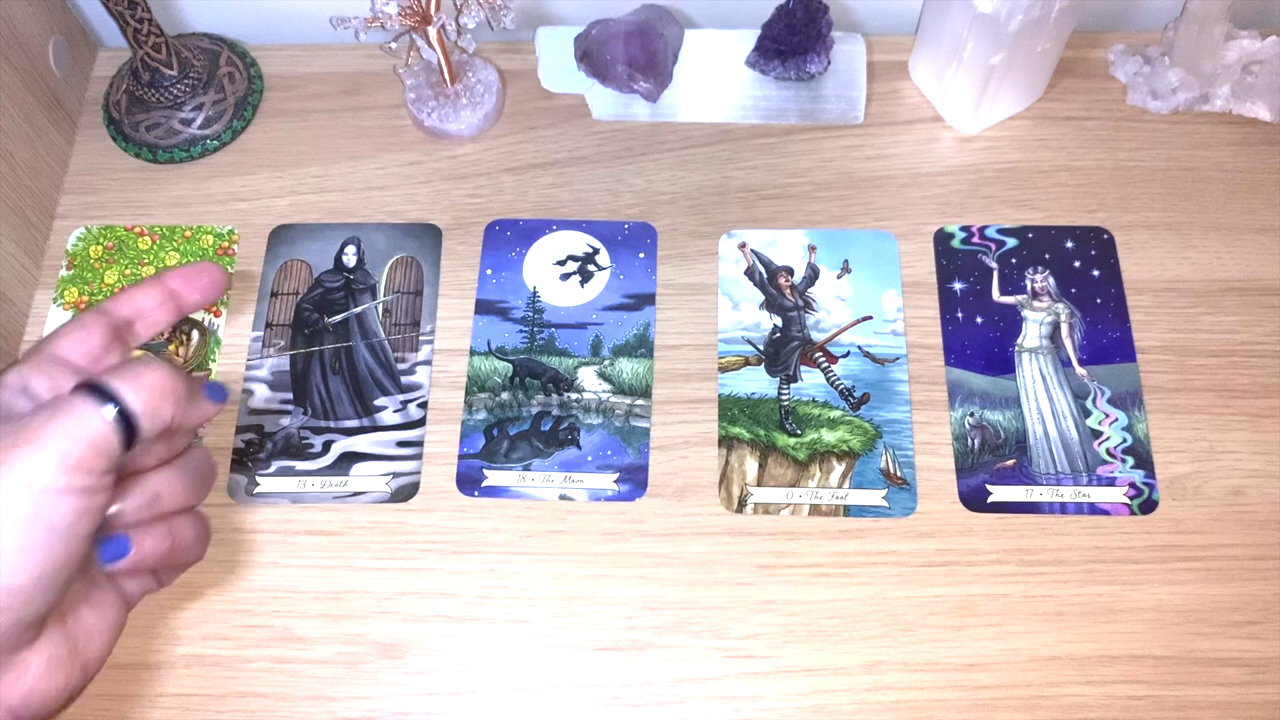 13 • Death
18 • The Moon
0 • The Fool
17 • The Star